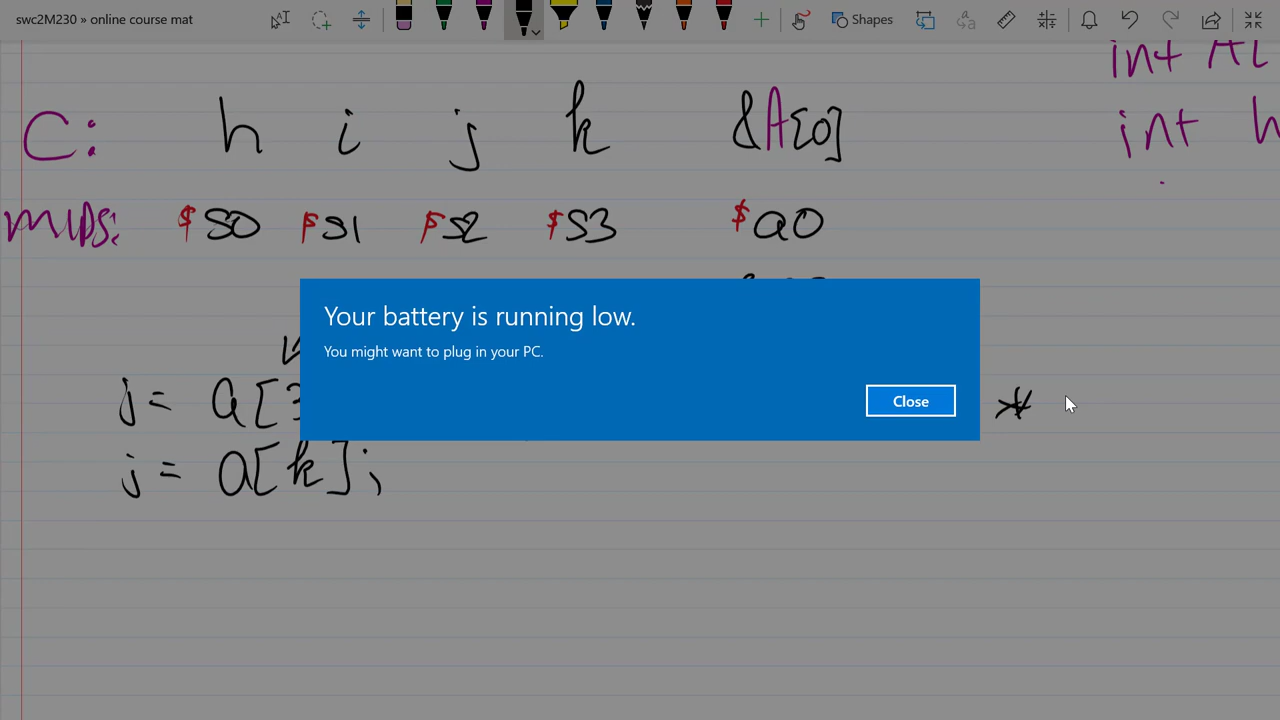 swc2M230 » online course mat
Shapes
int A[
C: h i j k &A[0] int h
MIPS: $s0 $s1 $s2 $s3 $a0
Your battery is running low.
You might want to plug in your PC.
Close
j = a[3
j = a[k];